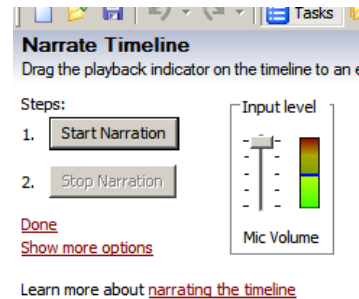 Tasks
Narrate Timeline
Drag the playback indicator on the timeline to an e
Steps:
Input level
1. Start Narration
2. Stop Narration
Done
Mic Volume
Show more options
Learn more about narrating the timeline